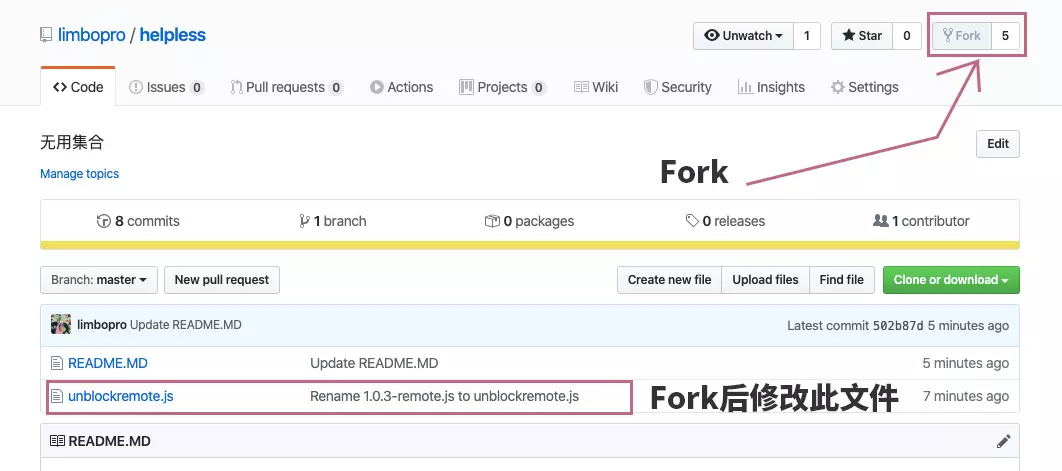 limbopro / helpless
Unwatch 1 Star 0 Fork 5
Code Issues 0 Pull requests 0 Actions Projects 0 Wiki Security Insights Settings
无用集合
Edit
Manage topics
Fork
8 commits 1 branch 0 packages 0 releases 1 contributor
Branch: master New pull request Create new file Upload files Find file Clone or download
limbopro Update README.MD Latest commit 502b87d 5 minutes ago
README.MD Update README.MD 5 minutes ago
unblockremote.js Rename 1.0.3-remote.js to unblockremote.js 7 minutes ago
Fork后修改此文件
README.MD